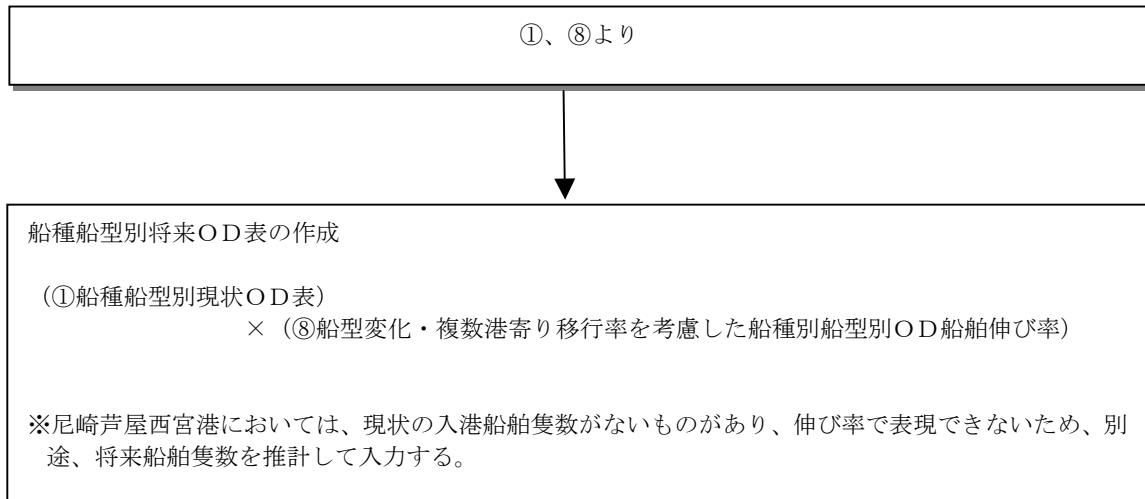 ①、⑧より
船種船型別将来ＯＤ表の作成
（①船種船型別現状ＯＤ表）
×（⑧船型変化・複数港寄り移行率を考慮した船種別船型別ＯＤ船舶伸び率）
※尼崎芦屋西宮港においては、現状の入港船舶隻数がないものがあり、伸び率で表現できないため、別
途、将来船舶隻数を推計して入力する。